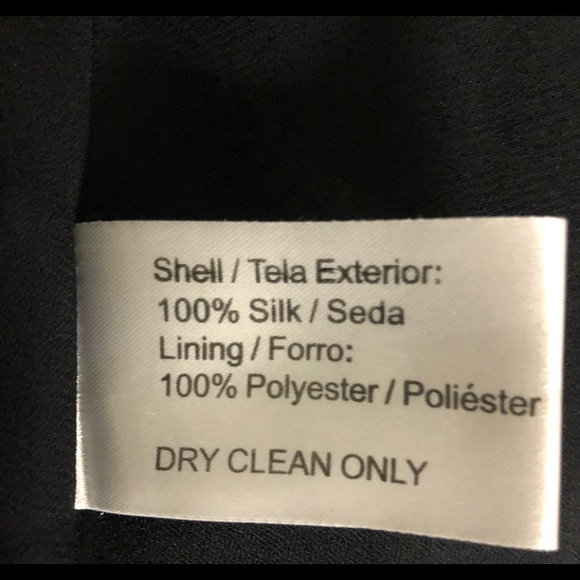 Shell / Tela Exterior:
100% Silk / Seda
Lining / Forro:
100% Polyester / Poliéster
DRY CLEAN ONLY